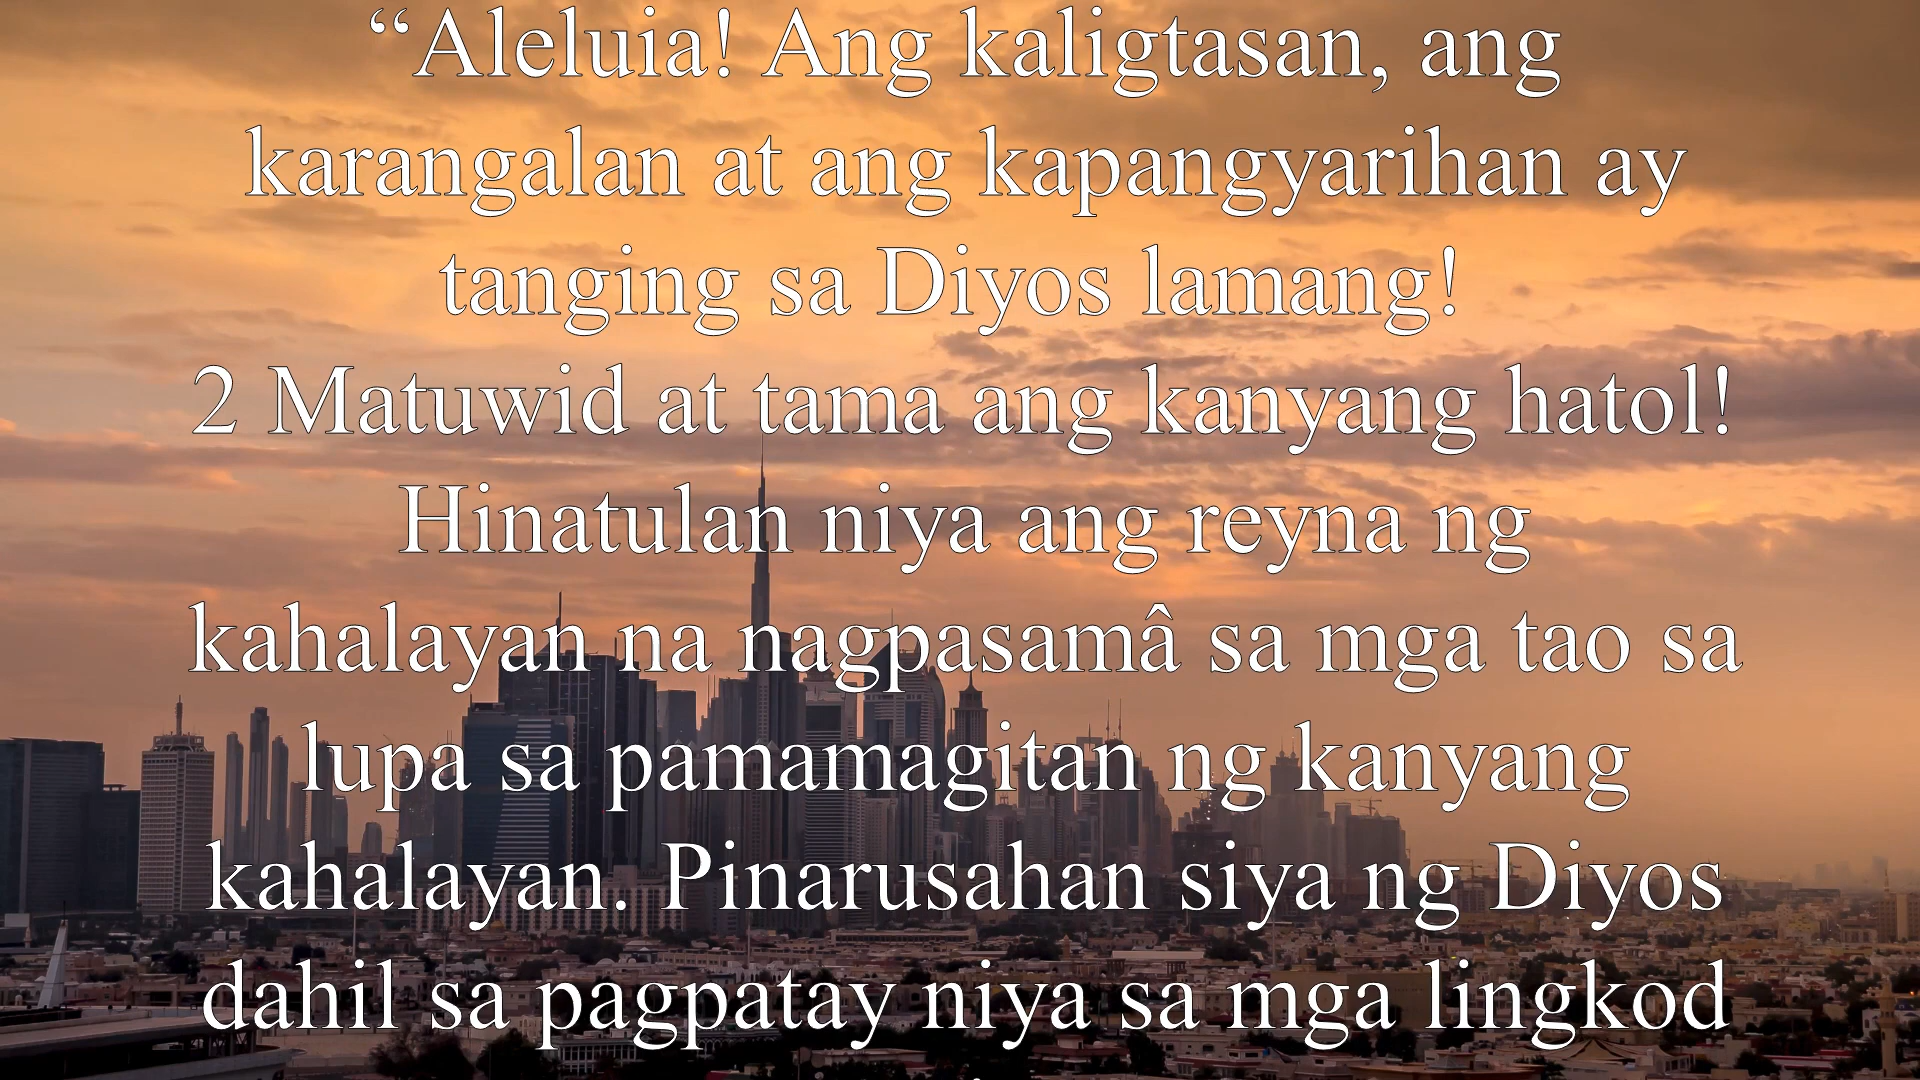 “Aleluia! Ang kaligtasan, ang
karangalan at ang kapangyarihan ay
tanging sa Diyos lamang!
2 Matuwid at tama ang kanyang hatol!
Hinatulan niya ang reyna ng
kahalayan na nagpasamâ sa mga tao sa
lupa sa pamamagitan ng kanyang
kahalayan. Pinarusahan siya ng Diyos
dahil sa pagpatay niya sa mga lingkod